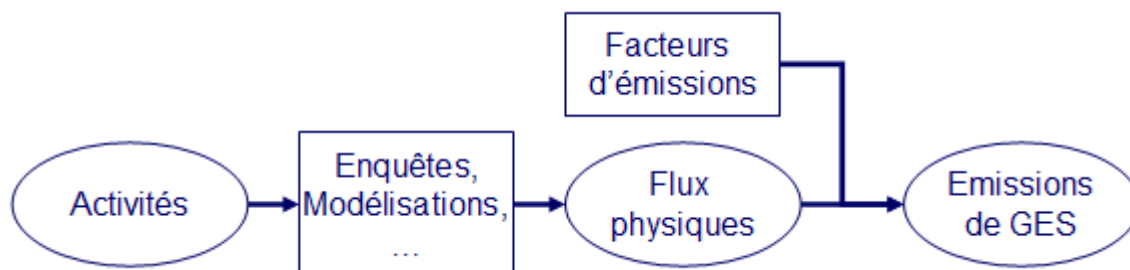 Facteurs
d’émissions
Activités
Enquêtes,
Modélisations,
...
Flux
physiques
Emissions
de GES